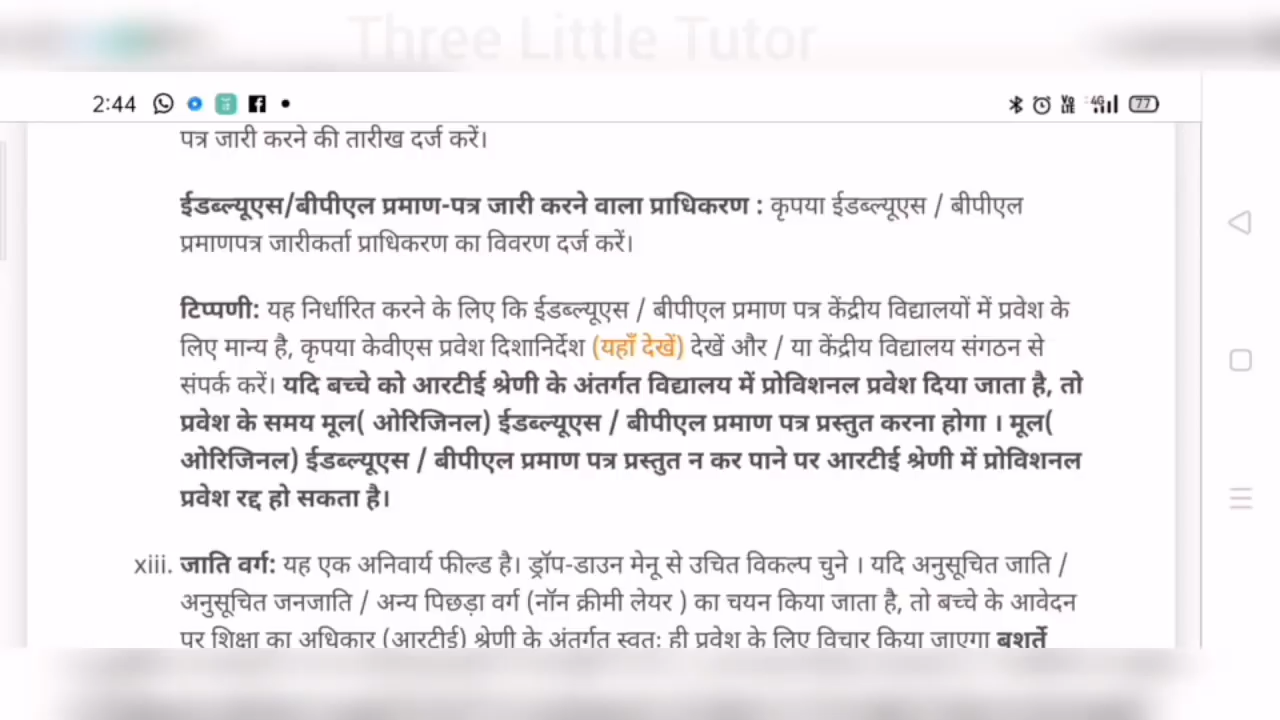 Three Little Tutor
2:44
4G 77
पत्र जारी करने की तारीख दर्ज करें।
ईडब्ल्यूएस/बीपीएल प्रमाण-पत्र जारी करने वाला प्राधिकरण : कृपया ईडब्ल्यूएस / बीपीएल
प्रमाणपत्र जारीकर्ता प्राधिकरण का विवरण दर्ज करें।
टिप्पणी: यह निर्धारित करने के लिए कि ईडब्ल्यूएस / बीपीएल प्रमाण पत्र केंद्रीय विद्यालयों में प्रवेश के
लिए मान्य है, कृपया केवीएस प्रवेश दिशानिर्देश (यहाँ देखें) देखें और / या केंद्रीय विद्यालय संगठन से
संपर्क करें। यदि बच्चे को आरटीई श्रेणी के अंतर्गत विद्यालय में प्रोविशनल प्रवेश दिया जाता है, तो
प्रवेश के समय मूल( ओरिजिनल) ईडब्ल्यूएस / बीपीएल प्रमाण पत्र प्रस्तुत करना होगा । मूल(
ओरिजिनल) ईडब्ल्यूएस / बीपीएल प्रमाण पत्र प्रस्तुत न कर पाने पर आरटीई श्रेणी में प्रोविशनल
प्रवेश रद्द हो सकता है।
xiii. जाति वर्ग: यह एक अनिवार्य फील्ड है। ड्रॉप-डाउन मेनू से उचित विकल्प चुने । यदि अनुसूचित जाति /
अनुसूचित जनजाति / अन्य पिछड़ा वर्ग (नॉन क्रीमी लेयर ) का चयन किया जाता है, तो बच्चे के आवेदन
पर शिक्षा का अधिकार (आरटीई) श्रेणी के अंतर्गत स्वतः ही प्रवेश के लिए विचार किया जाएगा बशर्ते